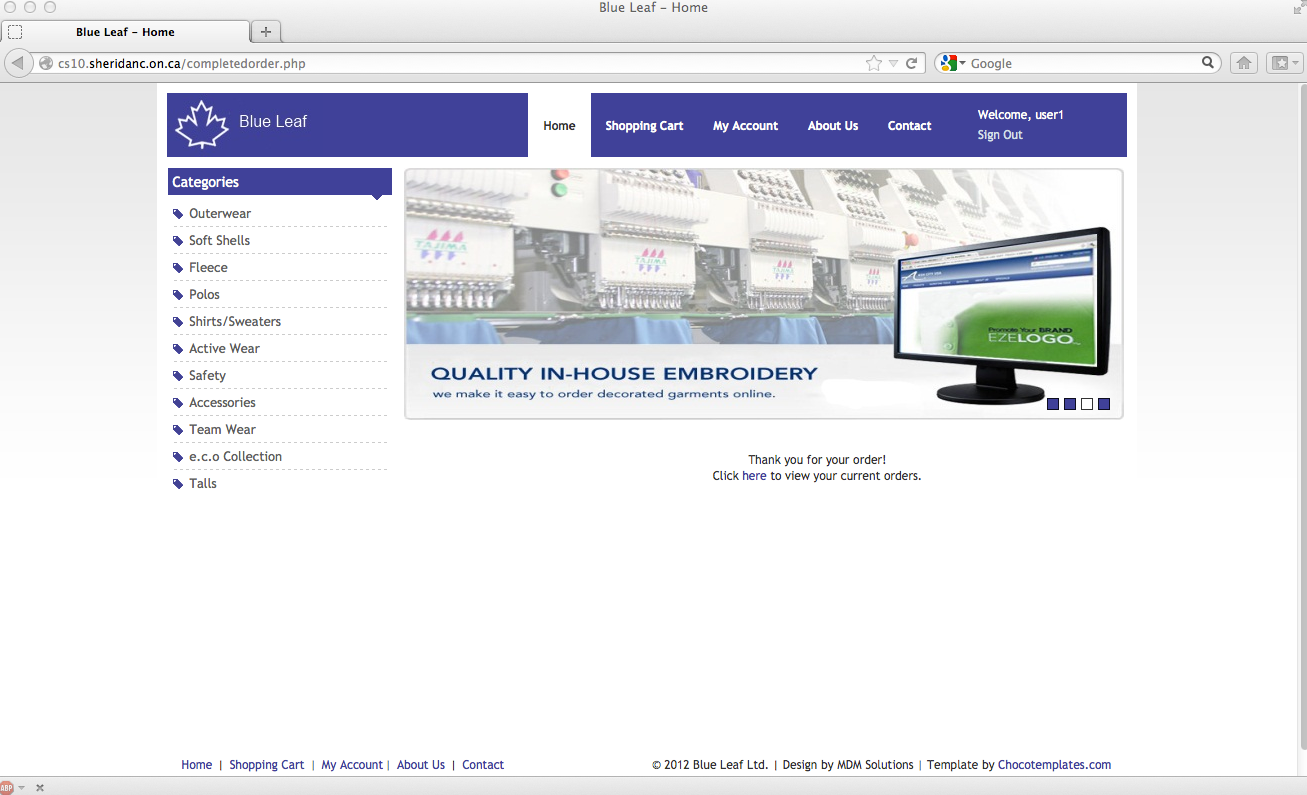 Blue Leaf – Home
Blue Leaf – Home
cs10.sheridanc.on.ca/completedorder.php
Google
Blue Leaf
Home
Shopping Cart
My Account
About Us
Contact
Welcome, user1
Sign Out
Categories
Outerwear
Soft Shells
Fleece
Polos
Shirts/Sweaters
Active Wear
Safety
Accessories
Team Wear
e.c.o Collection
Talls
TAJIMA
TAJIMA
TAJIMA
Promote Your BRAND
EZELOGO
QUALITY IN-HOUSE EMBROIDERY
we make it easy to order decorated garments online.
Thank you for your order!
Click here to view your current orders.
Home | Shopping Cart | My Account | About Us | Contact
© 2012 Blue Leaf Ltd. | Design by MDM Solutions | Template by Chocotemplates.com
ABP